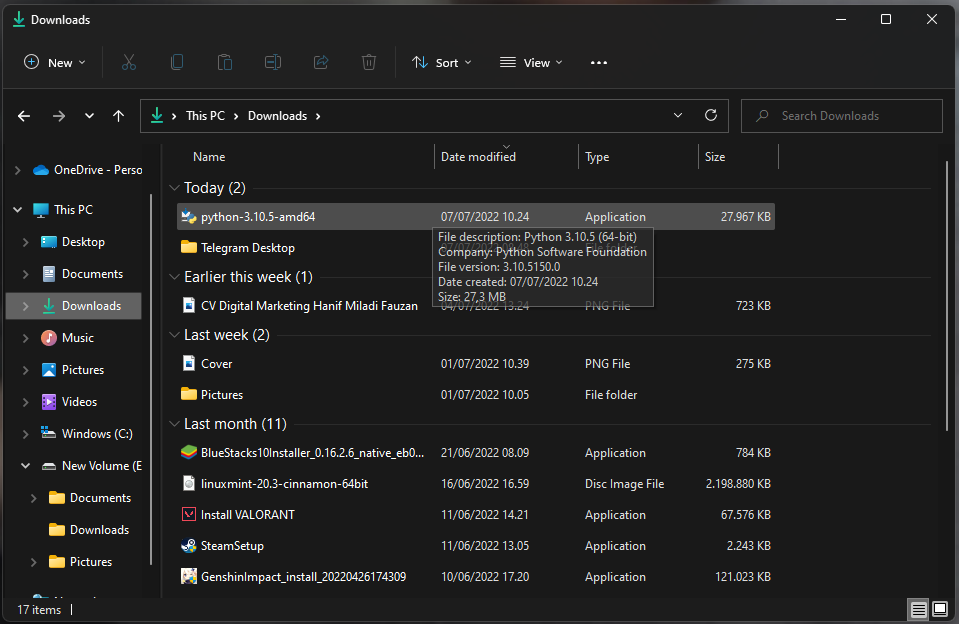 Downloads
New Sort View
This PC Downloads Search Downloads
Name Date modified Type Size
OneDrive - Perso
This PC
Desktop
Documents
Downloads
Music
Pictures
Videos
Windows (C:)
New Volume (E
Documents
Downloads
Pictures
Today (2)
python-3.10.5-amd64 07/07/2022 10.24 Application 27.967 KB
Telegram Desktop
File description: Python 3.10.5 (64-bit)
Company: Python Software Foundation
File version: 3.10.5150.0
Date created: 07/07/2022 10.24
Size: 27,3 MB
Earlier this week (1)
CV Digital Marketing Hanif Miladi Fauzan 13.24 PNG File 723 KB
Last week (2)
Cover 01/07/2022 10.39 PNG File 275 KB
Pictures 01/07/2022 10.05 File folder
Last month (11)
BlueStacks10Installer_0.16.2.6_native_eb0... 21/06/2022 08.09 Application 784 KB
linuxmint-20.3-cinnamon-64bit 16/06/2022 16.59 Disc Image File 2.198.880 KB
Install VALORANT 11/06/2022 14.21 Application 67.576 KB
SteamSetup 11/06/2022 13.05 Application 2.243 KB
GenshinImpact_install_20220426174309 10/06/2022 17.20 Application 121.023 KB
17 items